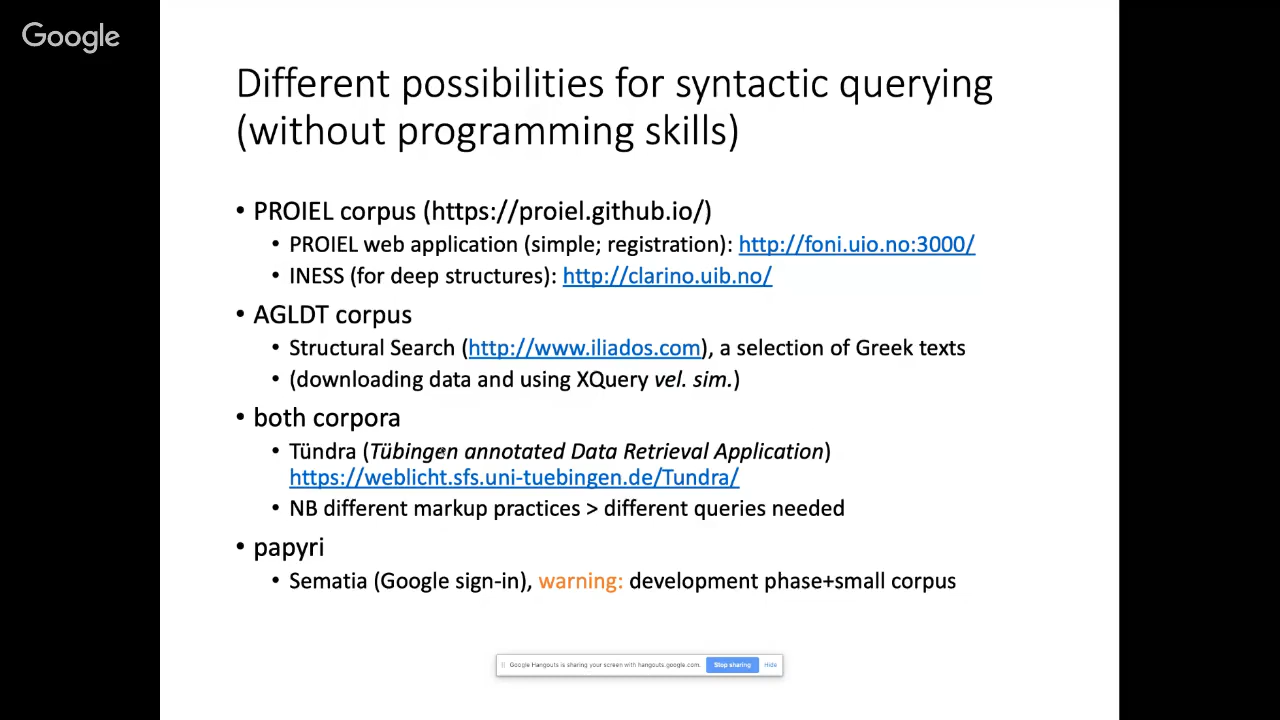 Google
Different possibilities for syntactic querying
(without programming skills)
• PROIEL corpus (https://proiel.github.io/)
• PROIEL web application (simple; registration): http://foni.uio.no:3000/
• INESS (for deep structures): http://clarino.uib.no/
• AGLDT corpus
• Structural Search (http://www.iliados.com), a selection of Greek texts
• (downloading data and using XQuery vel. sim.)
• both corpora
• Tündra (Tübingen annotated Data Retrieval Application)
https://weblicht.sfs.uni-tuebingen.de/Tundra/
• NB different markup practices > different queries needed
• papyri
• Sematia (Google sign-in), warning: development phase+small corpus
Google Hangouts is sharing your screen with hangouts.google.com. Stop sharing Hide